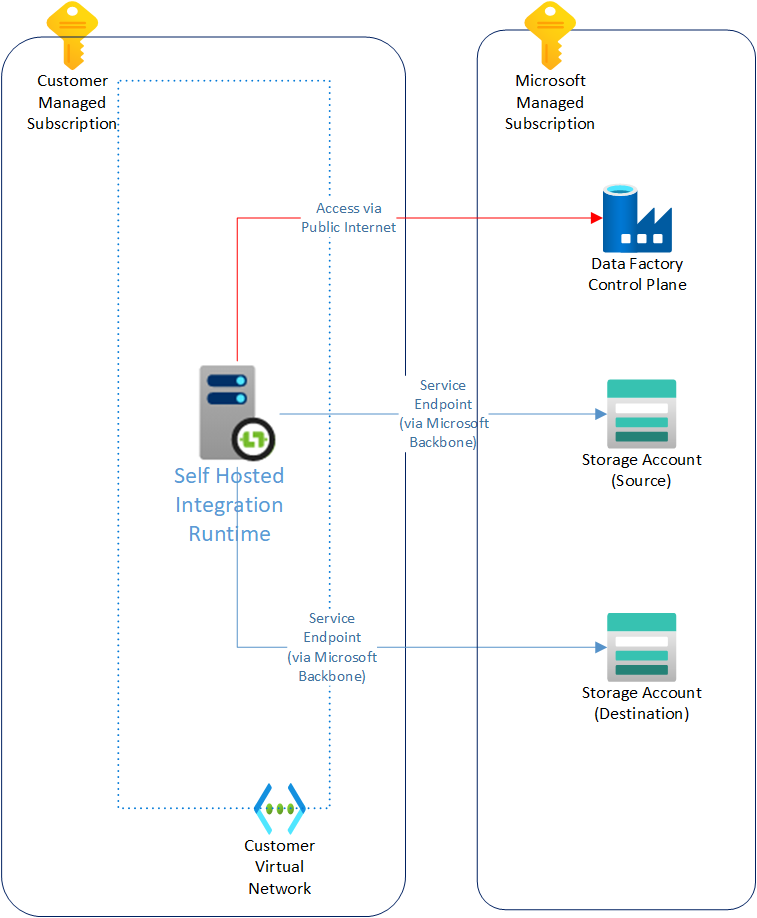 Customer
Managed
Subscription
Microsoft
Managed
Subscription
Access via
Public Internet
Data Factory
Control Plane
Service
Endpoint
(via Microsoft
Backbone)
Storage Account
(Source)
Self Hosted
Integration
Runtime
Service
Endpoint
(via Microsoft
Backbone)
Storage Account
(Destination)
Customer
Virtual
Network